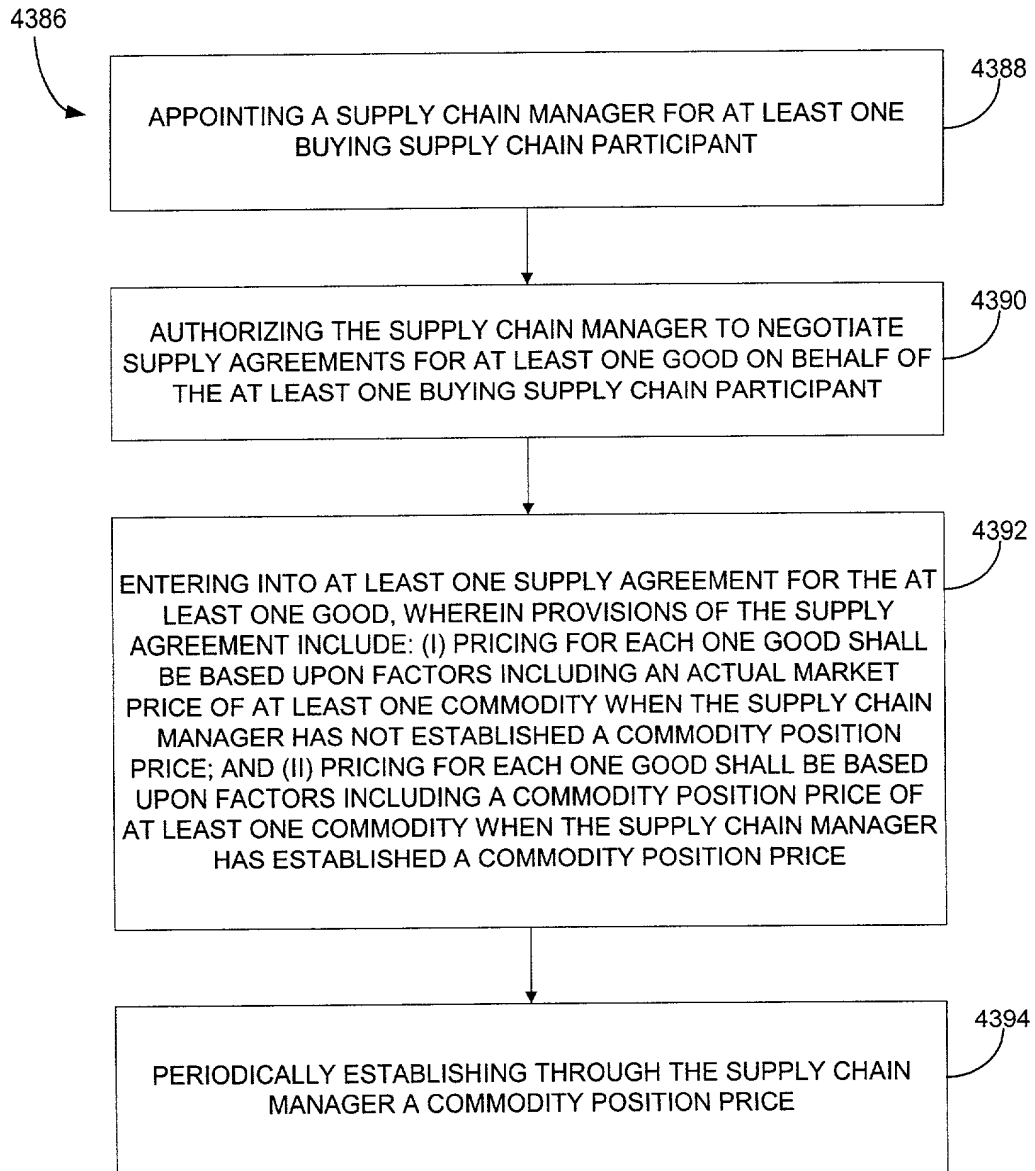 4386
4388
APPOINTING A SUPPLY CHAIN MANAGER FOR AT LEAST ONE
BUYING SUPPLY CHAIN PARTICIPANT
4390
AUTHORIZING THE SUPPLY CHAIN MANAGER TO NEGOTIATE
SUPPLY AGREEMENTS FOR AT LEAST ONE GOOD ON BEHALF OF
THE AT LEAST ONE BUYING SUPPLY CHAIN PARTICIPANT
4392
ENTERING INTO AT LEAST ONE SUPPLY AGREEMENT FOR THE AT
LEAST ONE GOOD, WHEREIN PROVISIONS OF THE SUPPLY
AGREEMENT INCLUDE: (I) PRICING FOR EACH ONE GOOD SHALL
BE BASED UPON FACTORS INCLUDING AN ACTUAL MARKET
PRICE OF AT LEAST ONE COMMODITY WHEN THE SUPPLY CHAIN
MANAGER HAS NOT ESTABLISHED A COMMODITY POSITION
PRICE; AND (II) PRICING FOR EACH ONE GOOD SHALL BE BASED
UPON FACTORS INCLUDING A COMMODITY POSITION PRICE OF
AT LEAST ONE COMMODITY WHEN THE SUPPLY CHAIN MANAGER
HAS ESTABLISHED A COMMODITY POSITION PRICE
4394
PERIODICALLY ESTABLISHING THROUGH THE SUPPLY CHAIN
MANAGER A COMMODITY POSITION PRICE